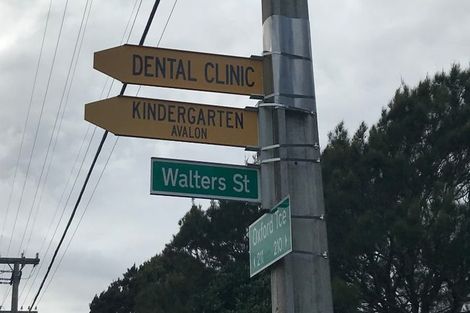 DENTAL CLINIC
KINDERGARTEN
AVALON
Walters St
Oxford Tce